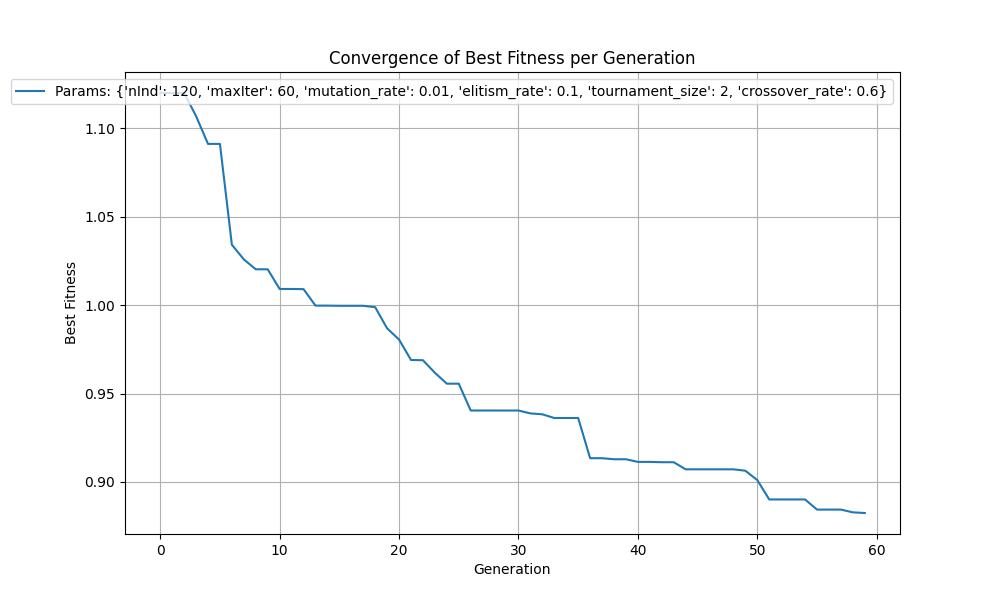 Convergence of Best Fitness per Generation
Params: {'nInd': 120, 'maxIter': 60, 'mutation_rate': 0.01, 'elitism_rate': 0.1, 'tournament_size': 2, 'crossover_rate': 0.6}
1.10
1.05
1.00
0.95
0.90
Best Fitness
0 10 20 30 40 50 60
Generation